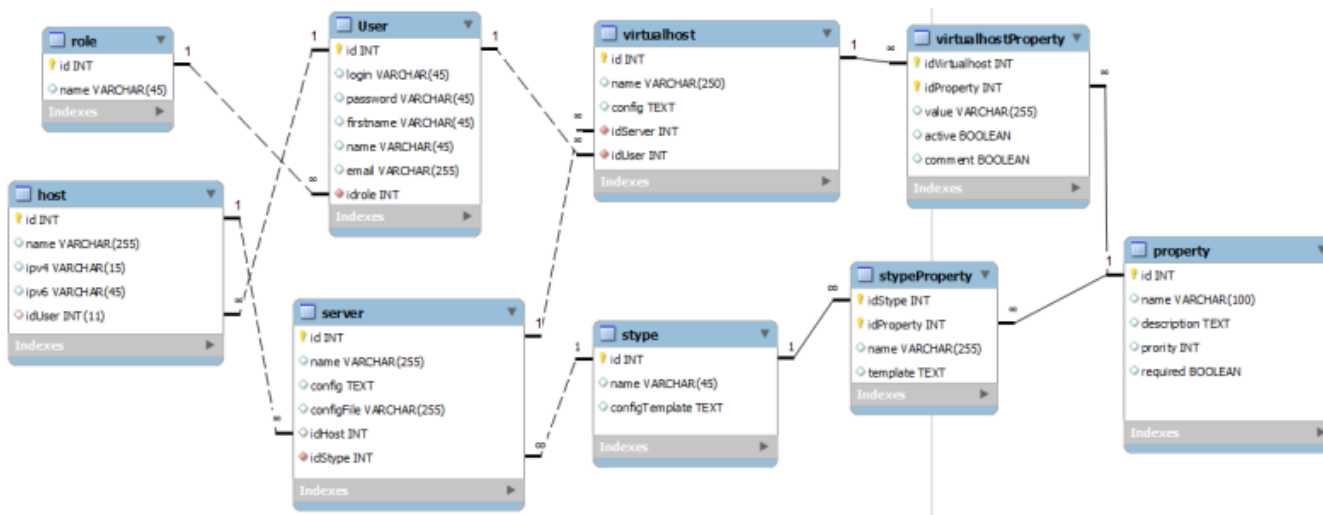 role
id INT
name VARCHAR(45)
Indexes
1
∞
User
id INT
login VARCHAR(45)
password VARCHAR(45)
firstname VARCHAR(45)
name VARCHAR(45)
email VARCHAR(255)
idrole INT
Indexes
1
1
∞
host
id INT
name VARCHAR(255)
ipv4 VARCHAR(15)
ipv6 VARCHAR(45)
idUser INT(11)
Indexes
1
∞
server
id INT
name VARCHAR(255)
config TEXT
configFile VARCHAR(255)
idHost INT
idStype INT
Indexes
1
∞
virtualhost
id INT
name VARCHAR(250)
config TEXT
idServer INT
idUser INT
Indexes
∞
∞
1
∞
virtualhostProperty
idVirtualhost INT
idProperty INT
value VARCHAR(255)
active BOOLEAN
comment BOOLEAN
Indexes
∞
stype
id INT
name VARCHAR(45)
configTemplate TEXT
Indexes
1
1
∞
stypeProperty
idStype INT
idProperty INT
name VARCHAR(255)
template TEXT
Indexes
∞
1
property
id INT
name VARCHAR(100)
description TEXT
prority INT
required BOOLEAN
Indexes